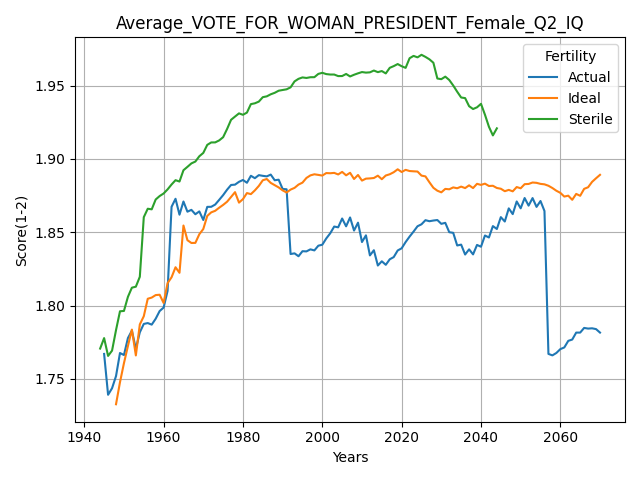 Average_VOTE_FOR_WOMAN_PRESIDENT_Female_Q2_IQ
Fertility
Actual
Ideal
Sterile
Score(1-2)
1.95
1.90
1.85
1.80
1.75
1940 1960 1980 2000 2020 2040 2060
Years